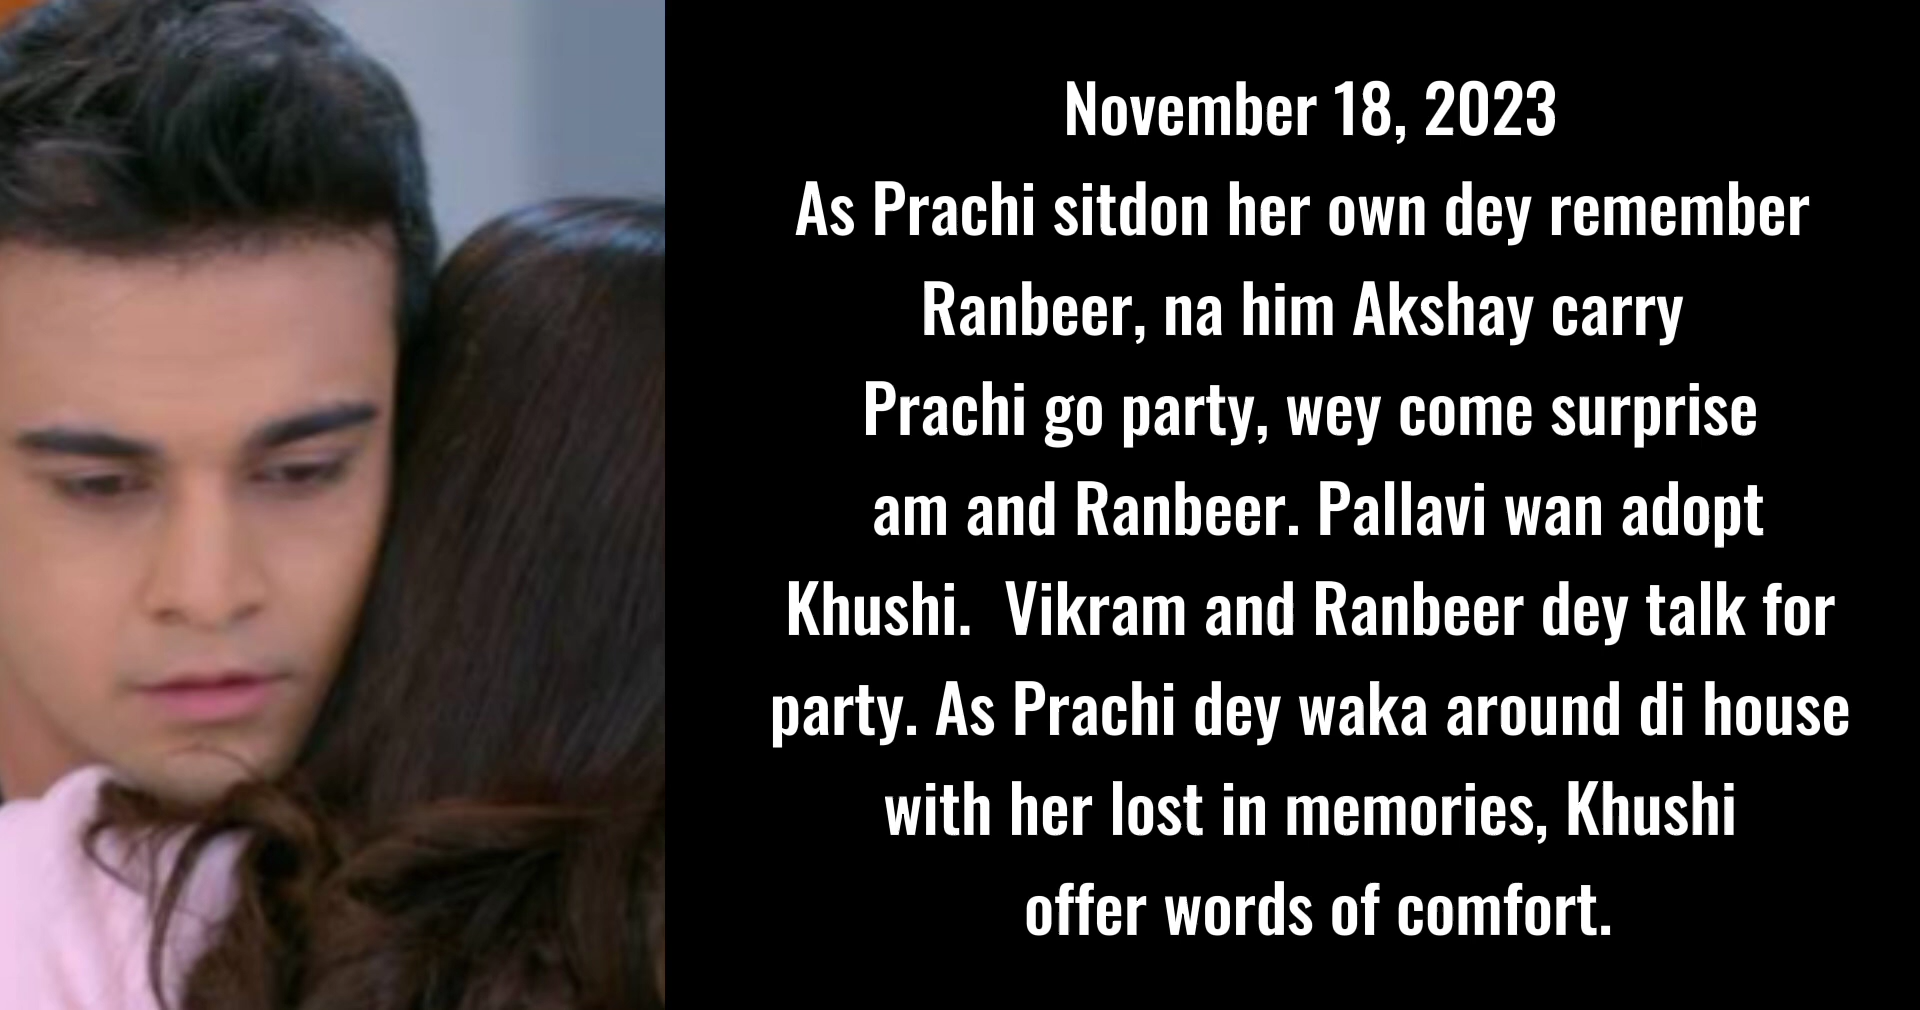 November 18, 2023
As Prachi sitdon her own dey remember
Ranbeer, na him Akshay carry
Prachi go party, wey come surprise
am and Ranbeer. Pallavi wan adopt
Khushi.  Vikram and Ranbeer dey talk for
party. As Prachi dey waka around di house
with her lost in memories, Khushi
offer words of comfort.